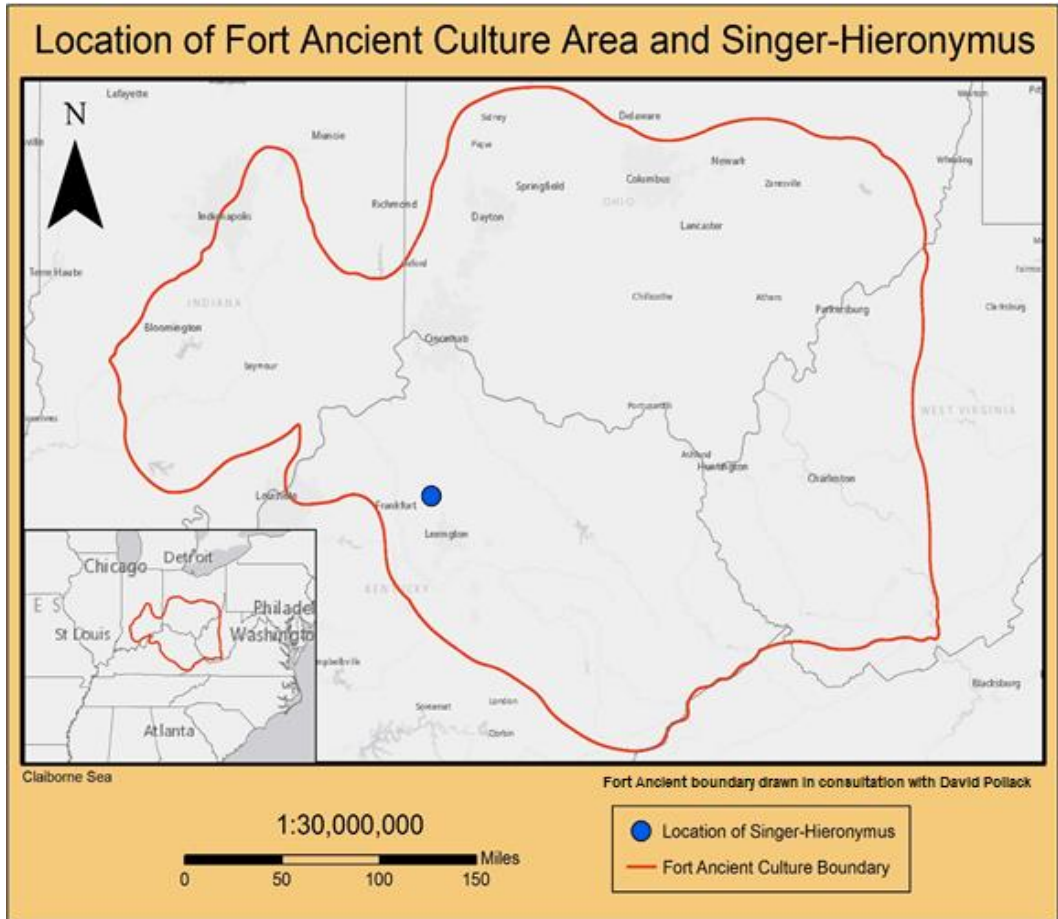 Location of Fort Ancient Culture Area and Singer-Hieronymus
N
Lafayette
Muncie
Sidney
Piqua
Delaware
Wheeling
Newark
Columbus
Zanesville
Springfield
OHIO
Richmond
Indianapolis
Dayton
Lancaster
Terre Haute
INDIANA
Chillicothe
Athens
Parkersburg
Clarksburg
Bloomington
Cincinnati
Seymour
Portsmouth
WEST VIRGINIA
Ashland
Huntington
Charleston
Louisville
Frankfort
Lexington
KENTUCKY
Somerset
London
Corbin
Blacksburg
Chicago
Detroit
E S
St Louis
Philadel
Washingto
Atlanta
Claiborne Sea
Fort Ancient boundary drawn in consultation with David Pollack
1:30,000,000
Miles
0 50 100 150
Location of Singer-Hieronymus
Fort Ancient Culture Boundary